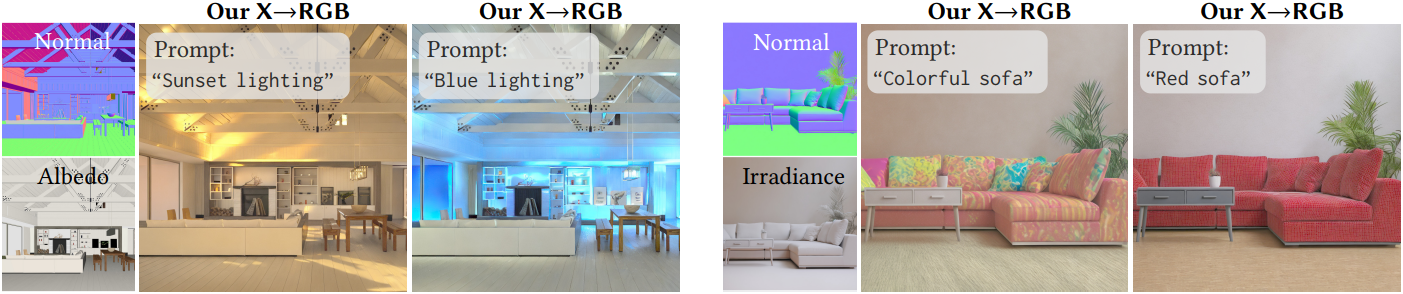 Our X→RGB
Our X→RGB
Our X→RGB
Our X→RGB
Normal
Prompt:
“Sunset lighting”
Prompt:
“Blue lighting”
Albedo
Normal
Prompt:
“Colorful sofa”
Prompt:
“Red sofa”
Irradiance